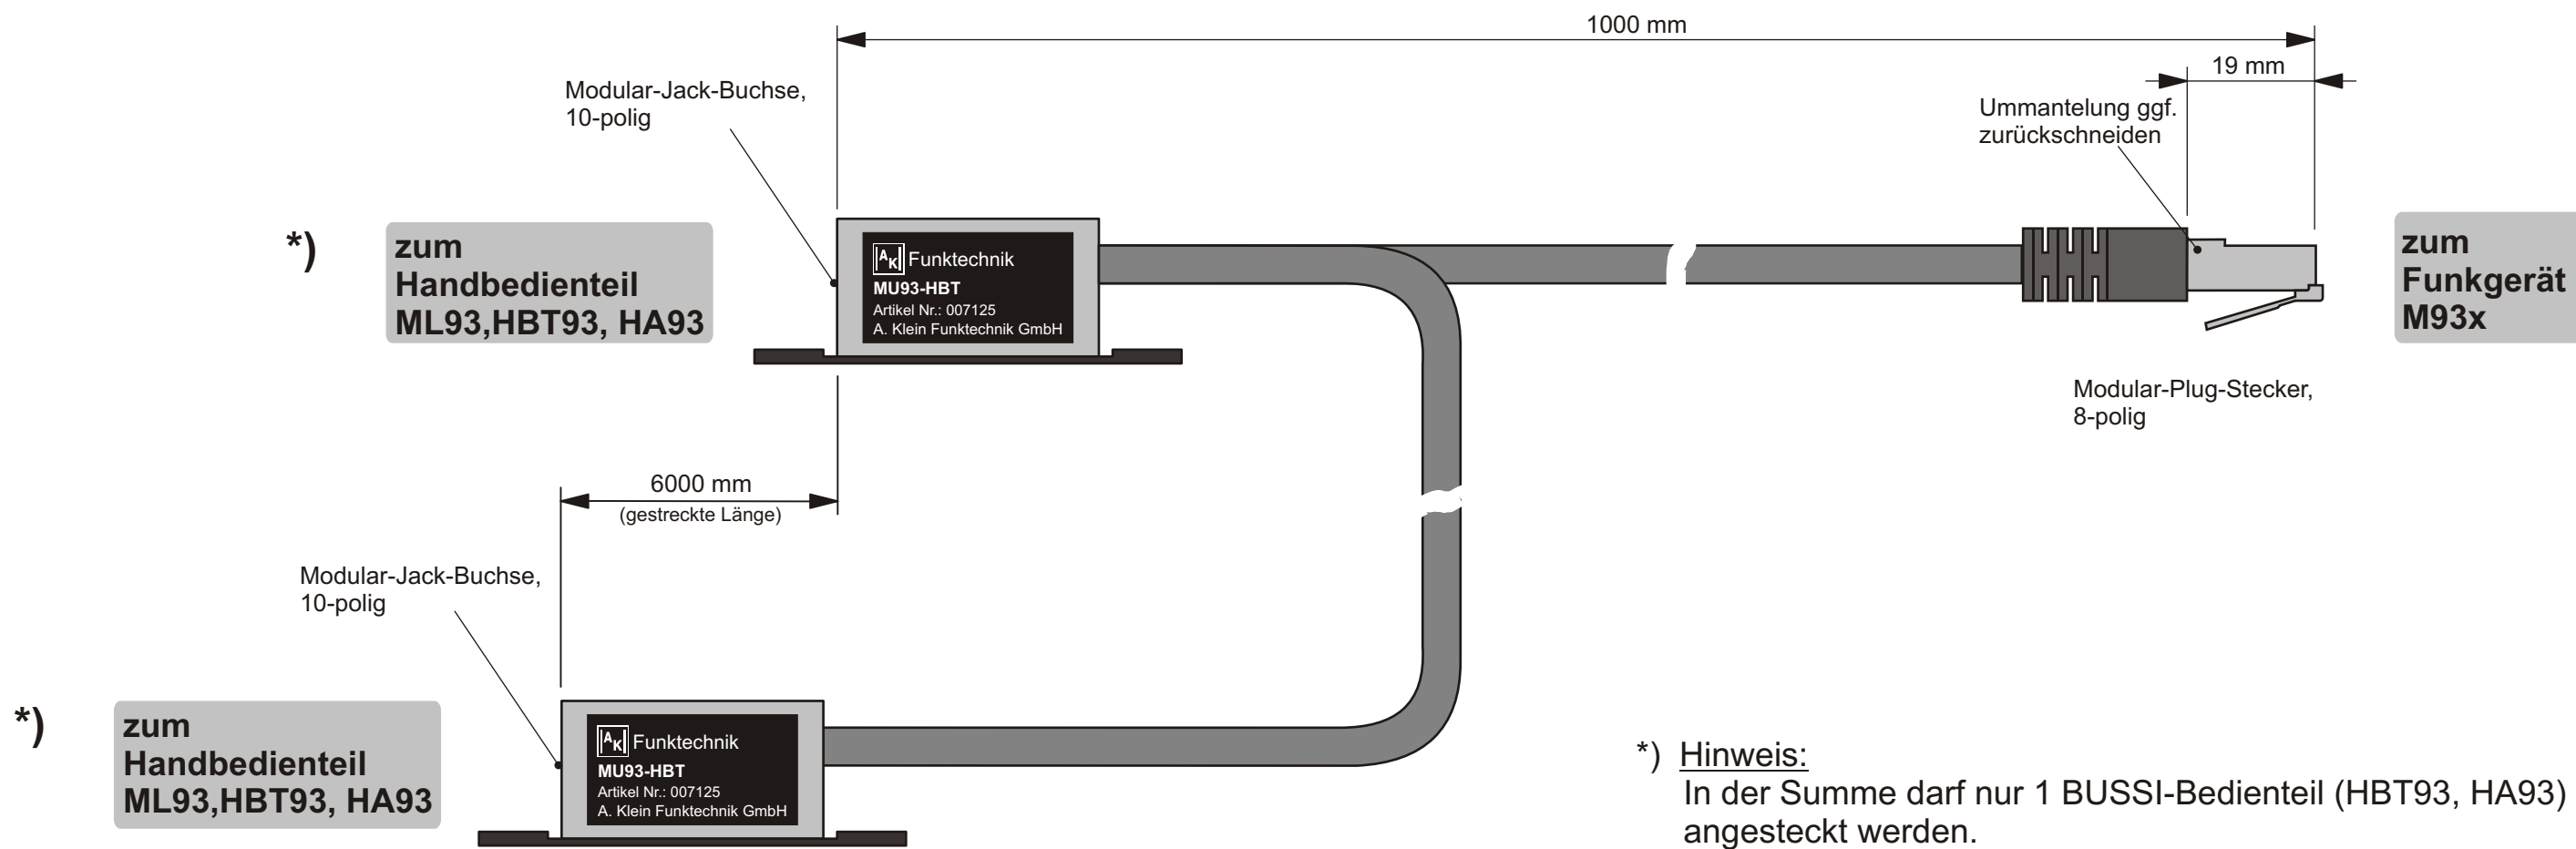 1000 mm
19 mm
Modular-Jack-Buchse,
10-polig
Ummantelung ggf.
zurückschneiden
*)
zum
Handbedienteil
ML93,HBT93, HA93
AK Funktechnik
MU93-HBT
Artikel Nr.: 007125
A. Klein Funktechnik GmbH
zum
Funkgerät
M93x
Modular-Plug-Stecker,
8-polig
6000 mm
(gestreckte Länge)
Modular-Jack-Buchse,
10-polig
*)
zum
Handbedienteil
ML93,HBT93, HA93
AK Funktechnik
MU93-HBT
Artikel Nr.: 007125
A. Klein Funktechnik GmbH
*) Hinweis:
In der Summe darf nur 1 BUSSI-Bedienteil (HBT93, HA93)
angesteckt werden.